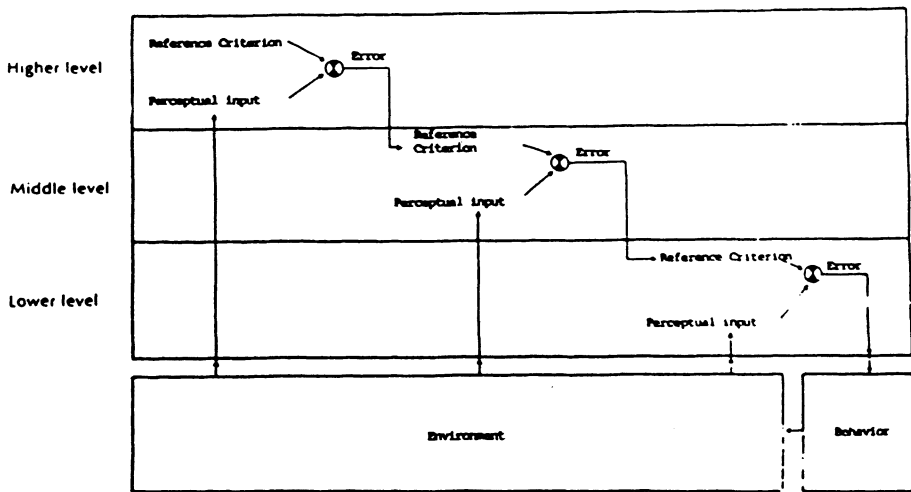 Higher level
Reference Criterion
Error
Perceptual input
Middle level
Reference
Criterion
Error
Perceptual input
Lower level
Reference Criterion
Error
Perceptual input
Environment
Behavior